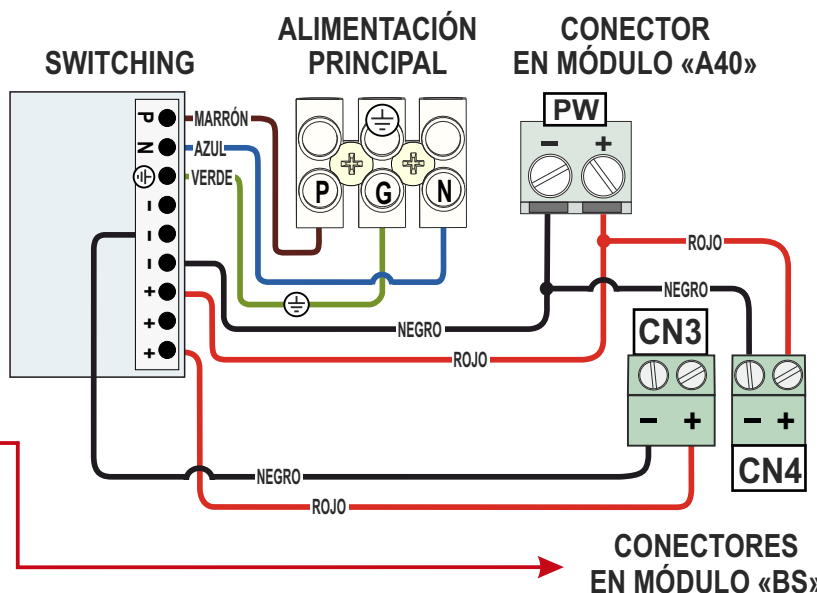 SWITCHING
ALIMENTACIÓN
PRINCIPAL
CONECTOR
EN MÓDULO «A40»
PW
− +
P
N
−
−
−
+
+
+
MARRÓN
AZUL
VERDE
P G N
ROJO
NEGRO
NEGRO
ROJO
CN3
− +
− +
CN4
NEGRO
ROJO
CONECTORES
EN MÓDULO «BS»